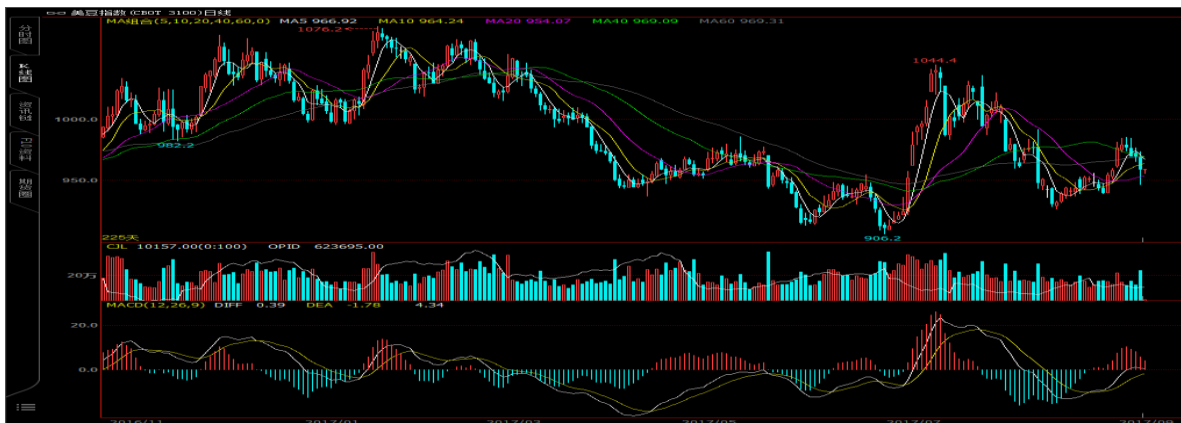 美豆指数(CBOT 3100)日线
MA组合(5,10,20,40,60,0) MA5 966.92 MA10 964.24 MA20 954.07 MA40 969.09 MA60 969.31
分时图
K线图
资讯链
F10资料
期货圈
1076.2
1044.4
1000.0
982.2
950.0
906.2
225天
CJL 10157.00(0:100) OPID 623695.00
20万
MACD(12,26,9) DIFF 0.39 DEA -1.78 4.34
20.0
0.0
2016/11 2017/01 2017/03 2017/05 2017/07 2017/09